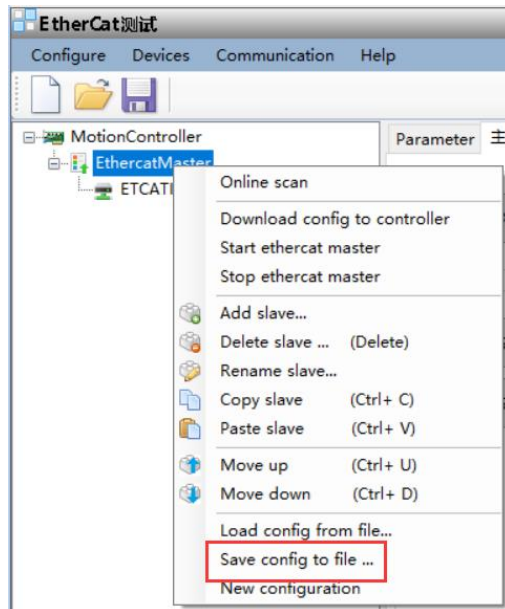 EtherCat测试
Configure Devices Communication Help
MotionController
Parameter 主
EthercatMaster
ETCATI
Online scan
Download config to controller
Start ethercat master
Stop ethercat master
Add slave...
Delete slave ... (Delete)
Rename slave...
Copy slave (Ctrl+ C)
Paste slave (Ctrl+ V)
Move up (Ctrl+ U)
Move down (Ctrl+ D)
Load config from file...
Save config to file ...
New configuration